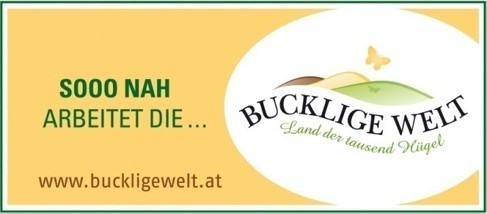 SOOO NAH
ARBEITET DIE ...
BUCKLIGE WELT
Land der tausend Hügel
www.buckligewelt.at